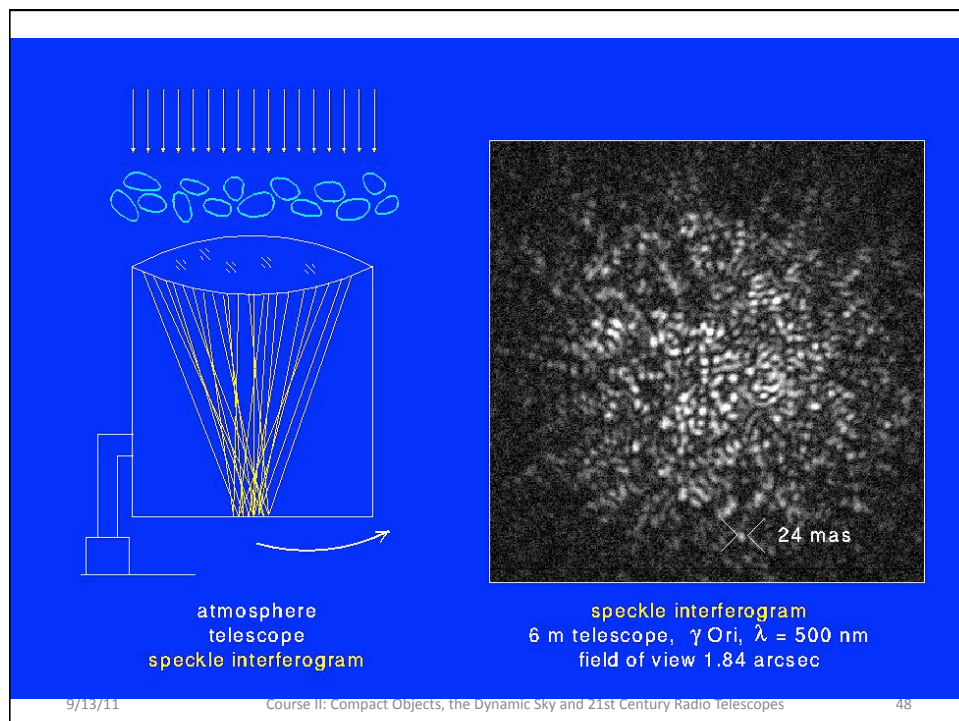 24 mas
atmosphere
telescope
speckle interferogram
speckle interferogram
6 m telescope, γ Ori, λ = 500 nm
field of view 1.84 arcsec
9/13/11
Course II: Compact Objects, the Dynamic Sky and 21st Century Radio Telescopes
48